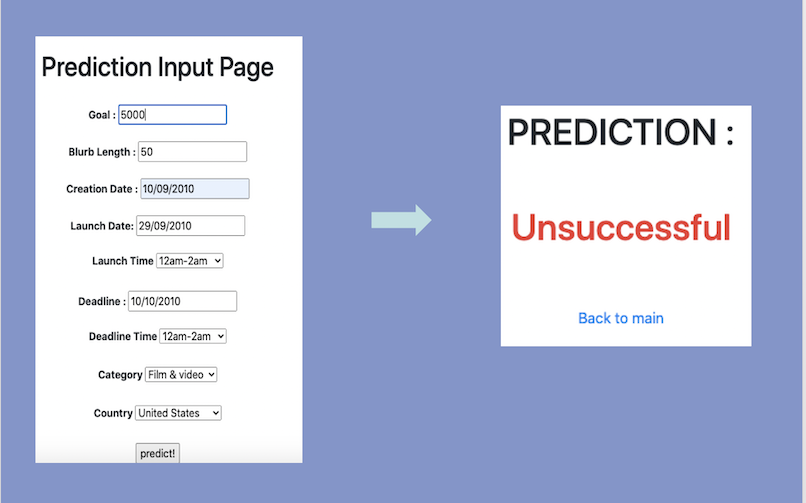 Prediction Input Page
Goal : 5000
Blurb Length : 50
Creation Date : 10/09/2010
Launch Date: 29/09/2010
Launch Time 12am-2am
Deadline : 10/10/2010
Deadline Time 12am-2am
Category Film & video
Country United States
predict!
PREDICTION :
Unsuccessful
Back to main